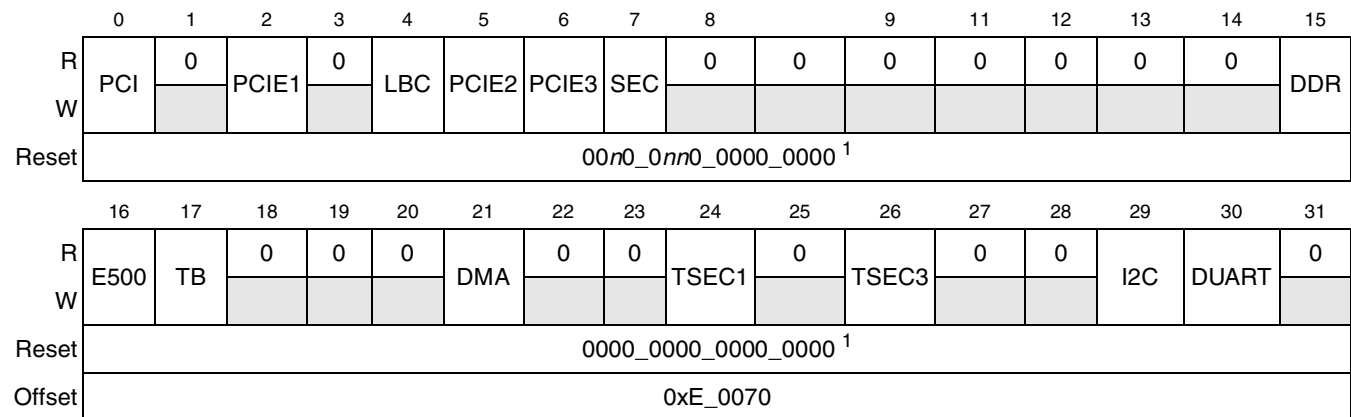 0 1 2 3 4 5 6 7 8 9 11 12 13 14 15
R PCI 0 PCIE1 0 LBC PCIE2 PCIE3 SEC 0 0 0 0 0 0 0 DDR
W
Reset 00n0_0nn0_0000_0000 1
16 17 18 19 20 21 22 23 24 25 26 27 28 29 30 31
R E500 TB 0 0 0 DMA 0 0 TSEC1 0 TSEC3 0 0 I2C DUART 0
W
Reset 0000_0000_0000_0000 1
Offset 0xE_0070